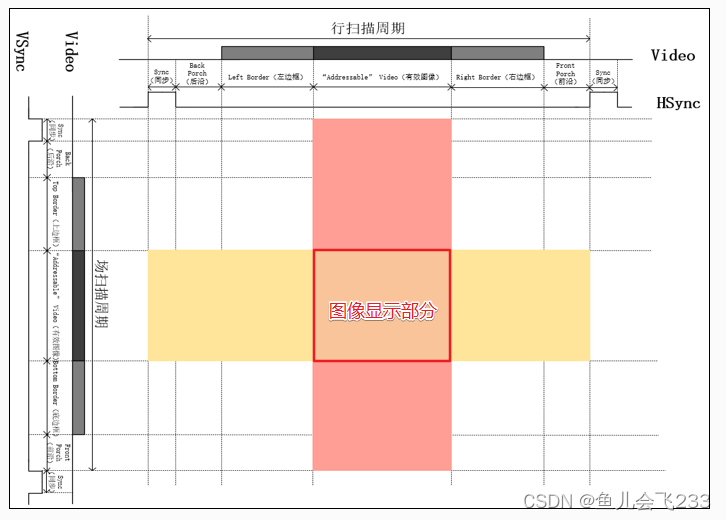 行扫描周期
Video
Sync
(同步)
Back
Porch
(后沿)
Left Border (左边框)
“Addressable” Video (有效图像)
Right Border (右边框)
Front
Porch
(前沿)
Sync
(同步)
HSync
VSync
Video
Sync
(同步)
Back
Porch
(后沿)
Top Border (上边框)
“Addressable” Video (有效图像)
Bottom Border (底边框)
Front
Porch
(前沿)
Sync
(同步)
场扫描周期
图像显示部分
CSDN @鱼儿会飞233